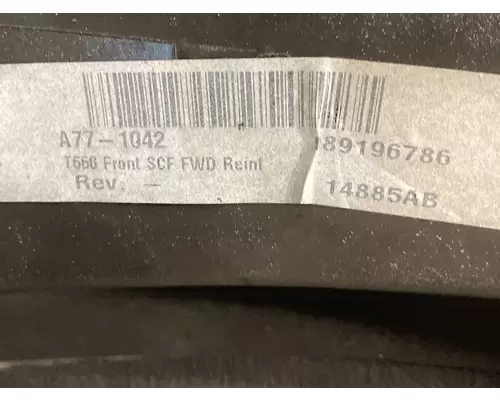 A77-1042
T660 Front SCF FWD Reinf
Rev. -
189196786
14885AB